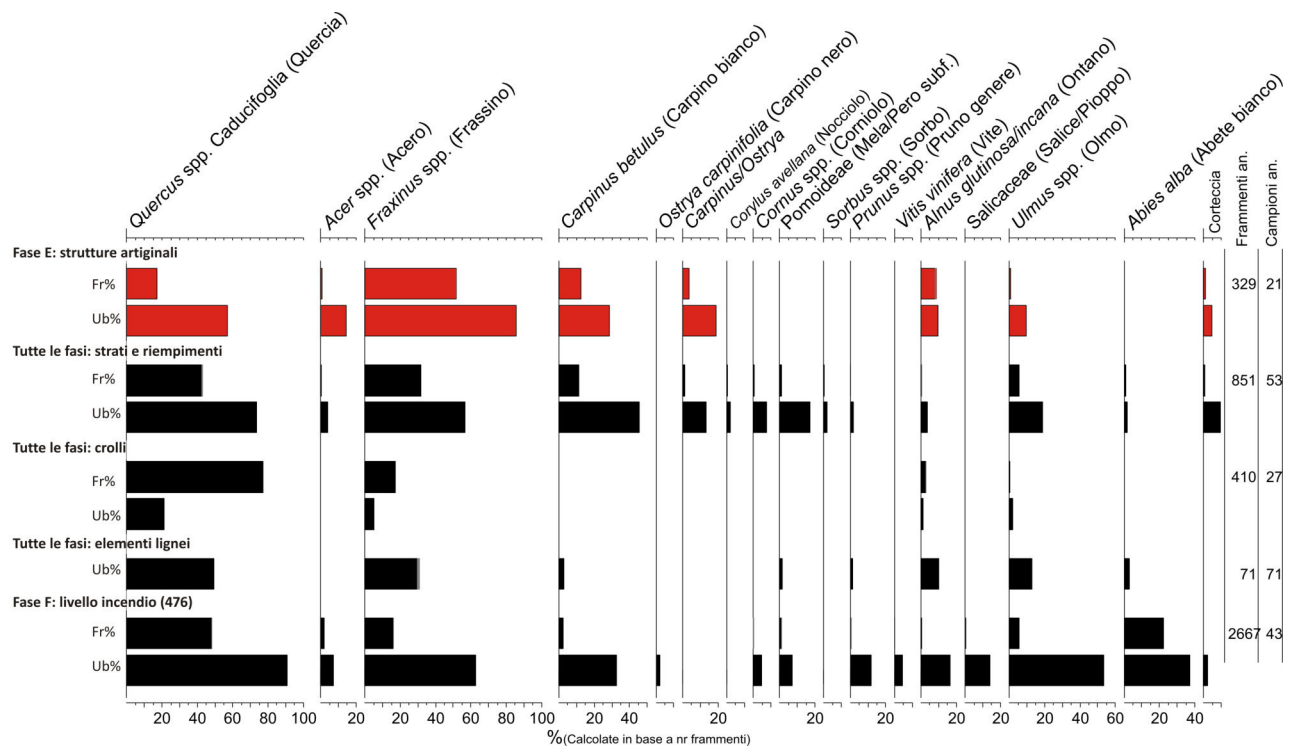 Quercus spp. Caducifoglia (Quercia)
Acer spp. (Acero)
Fraxinus spp. (Frassino)
Carpinus betulus (Carpino bianco)
Ostrya carpinifolia (Carpino nero)
Carpinus/Ostrya
Corylus avellana (Nocciolo)
Cornus spp. (Corniolo)
Pomoideae (Mela/Pero subf.)
Sorbus spp. (Sorbo)
Prunus spp. (Pruno genere)
Vitis vinifera (Vite)
Alnus glutinosa/incana (Ontano)
Salicaceae (Salice/Pioppo)
Ulmus spp. (Olmo)
Abies alba (Abete bianco)
Corteccia
Frammenti an.
Campioni an.
Fase E: strutture artiginali
Fr% 329 21
Ub%
Tutte le fasi: strati e riempimenti
Fr% 851 53
Ub%
Tutte le fasi: crolli
Fr% 410 27
Ub%
Tutte le fasi: elementi lignei
Ub% 71 71
Fase F: livello incendio (476)
Fr% 2667 43
Ub%
20 40 60 80 100 20 20 40 60 80 100 20 40 20 20 20 20 20 20 40 60 20 40
%(Calcolate in base a nr frammenti)